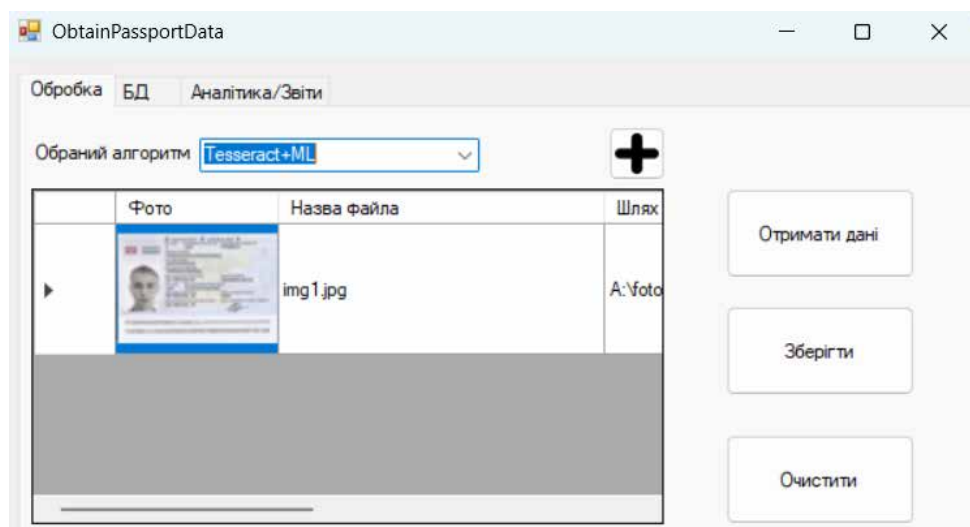 ObtainPassportData
Обробка БД Аналітика/Звіти
Обраний алгоритм Tesseract+ML
Фото Назва файла Шлях
img1.jpg A:\foto
Отримати дані
Зберігти
Очистити